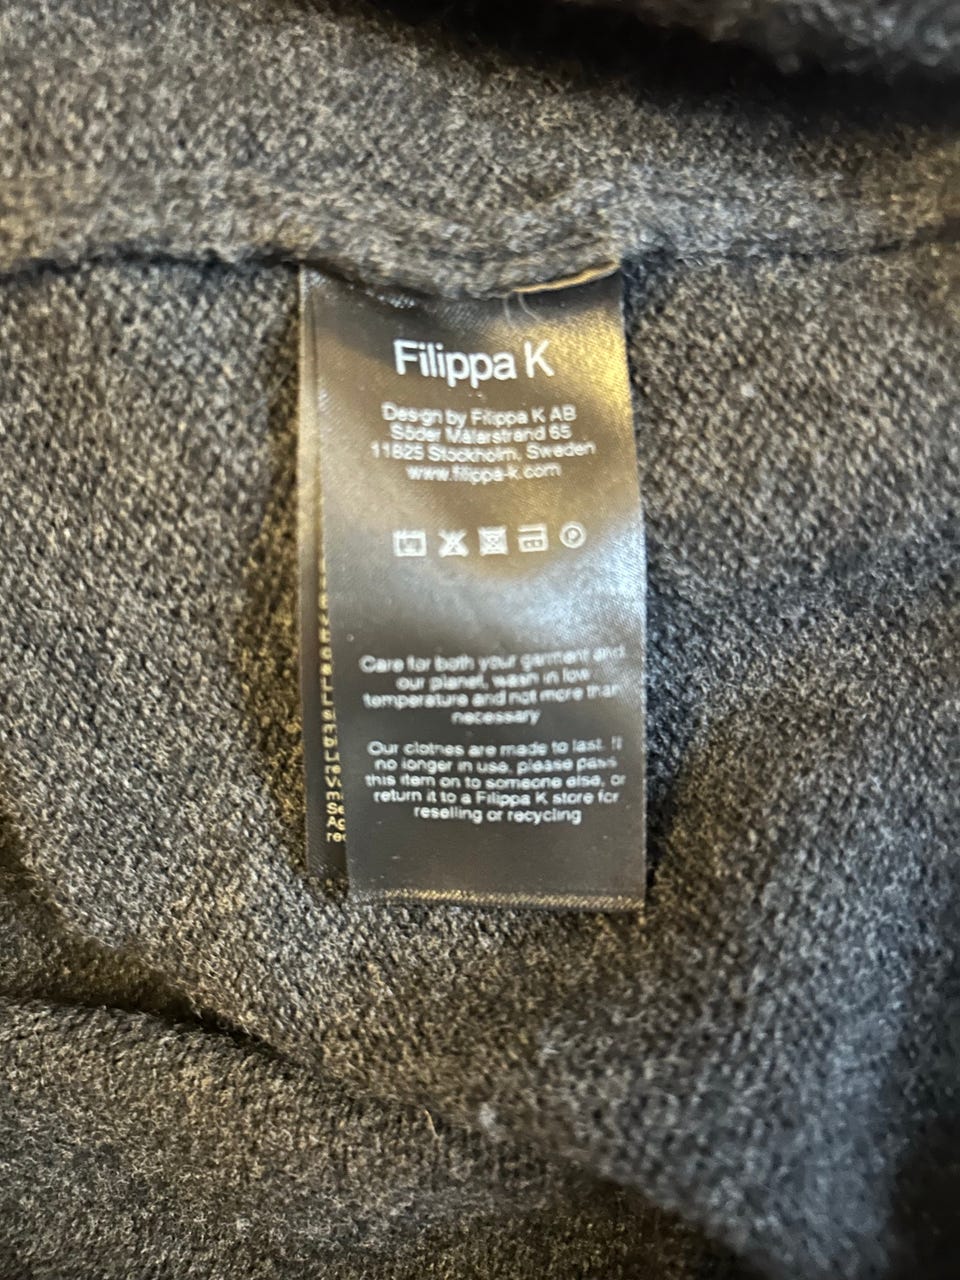 Filippa K
Design by Filippa K AB
Söder Mälarstrand 65
11825 Stockholm, Sweden
www.filippa-k.com
P
Care for both your garment and
our planet, wash in low
temperature and not more than
necessary
Our clothes are made to last. If
no longer in use, please pass
this item on to someone else, or
return it to a Filippa K store for
reselling or recycling